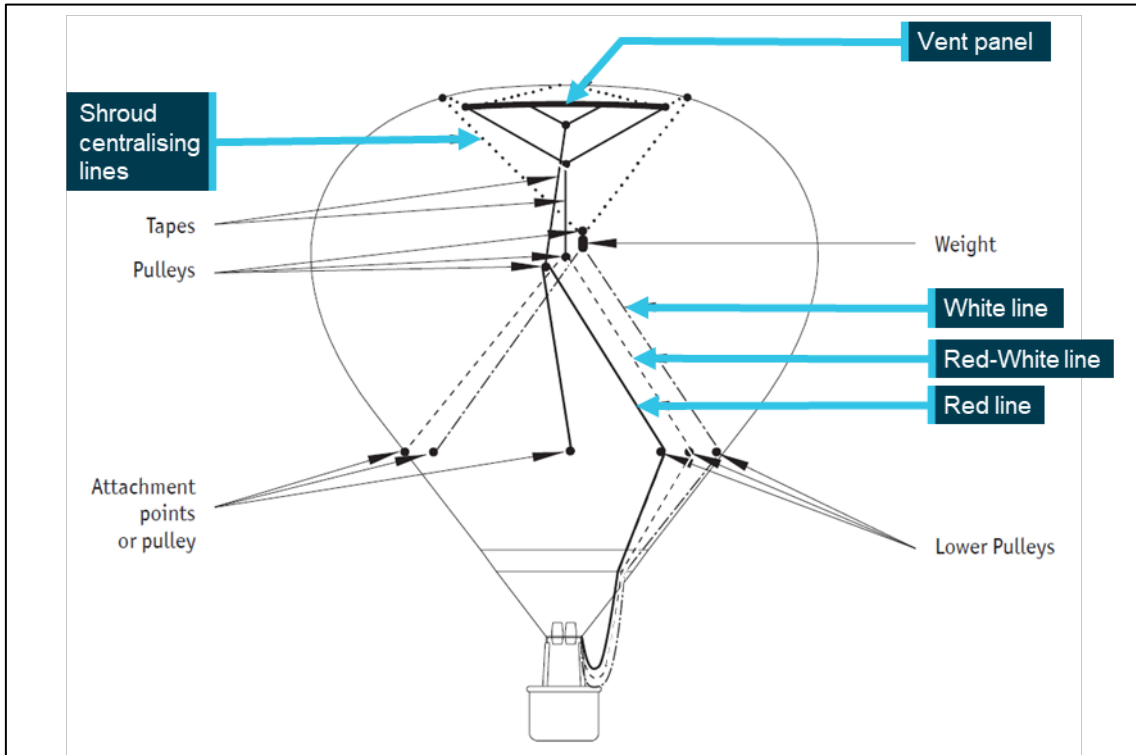 Vent panel
Shroud
centralising
lines
Tapes
Pulleys
Weight
White line
Red-White line
Red line
Attachment
points
or pulley
Lower Pulleys